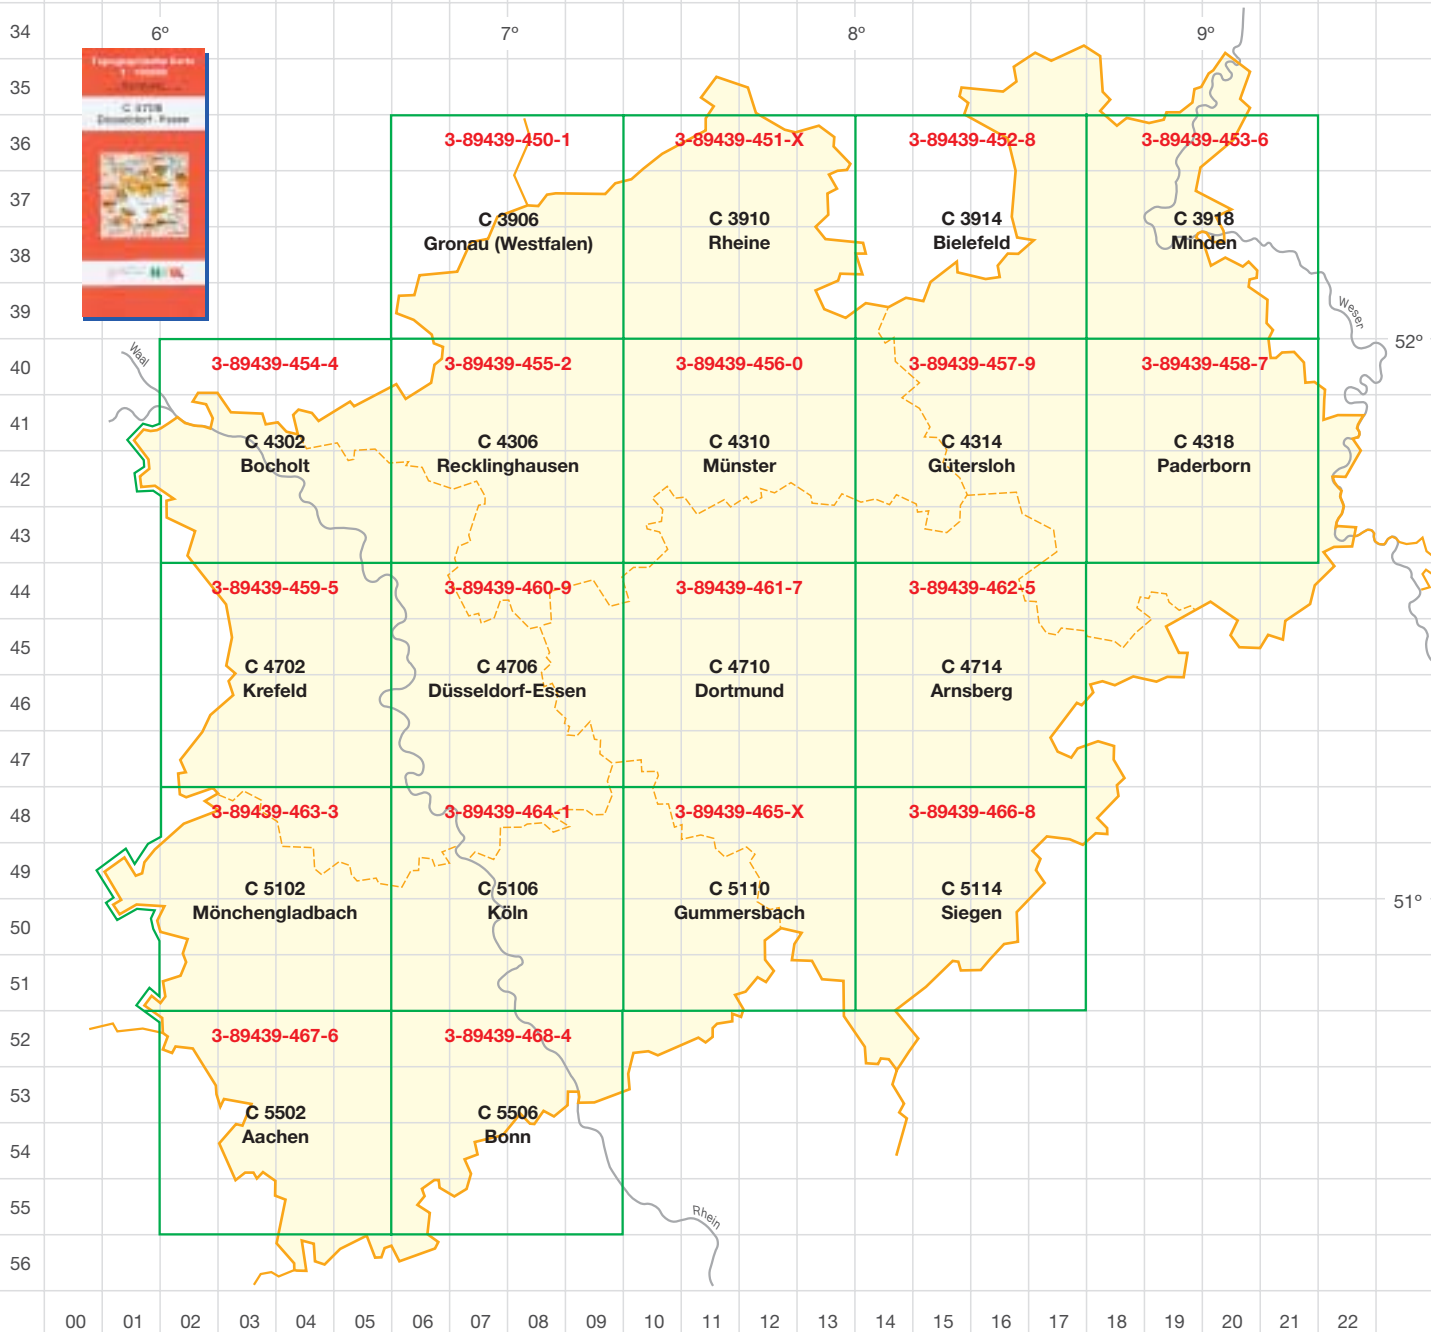 34
6°
7°
8°
9°
Topographische Karte
C 4706
Düsseldorf-Essen
35
36
3-89439-450-1
3-89439-451-X
3-89439-452-8
3-89439-453-6
37
C 3906
Gronau (Westfalen)
C 3910
Rheine
C 3914
Bielefeld
C 3918
Minden
38
39
Weser
Waal
52°
40
3-89439-454-4
3-89439-455-2
3-89439-456-0
3-89439-457-9
3-89439-458-7
41
C 4302
Bocholt
C 4306
Recklinghausen
C 4310
Münster
C 4314
Gütersloh
C 4318
Paderborn
42
43
44
3-89439-459-5
3-89439-460-9
3-89439-461-7
3-89439-462-5
45
C 4702
Krefeld
C 4706
Düsseldorf-Essen
C 4710
Dortmund
C 4714
Arnsberg
46
47
48
3-89439-463-3
3-89439-464-1
3-89439-465-X
3-89439-466-8
49
C 5102
Mönchengladbach
C 5106
Köln
C 5110
Gummersbach
C 5114
Siegen
51°
50
51
52
3-89439-467-6
3-89439-468-4
53
C 5502
Aachen
C 5506
Bonn
54
55
Rhein
56
00 01 02 03 04 05 06 07 08 09 10 11 12 13 14 15 16 17 18 19 20 21 22